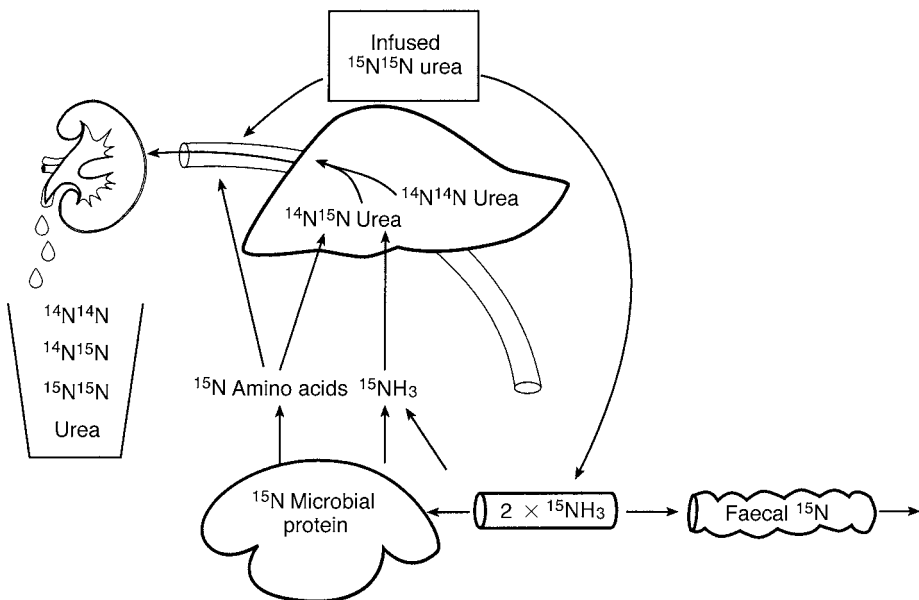 Infused
¹⁵N¹⁵N urea
¹⁴N¹⁴N Urea
¹⁴N¹⁵N Urea
¹⁴N¹⁴N
¹⁴N¹⁵N
¹⁵N¹⁵N
Urea
¹⁵N Amino acids ¹⁵NH₃
¹⁵N Microbial
protein
2 × ¹⁵NH₃
Faecal ¹⁵N